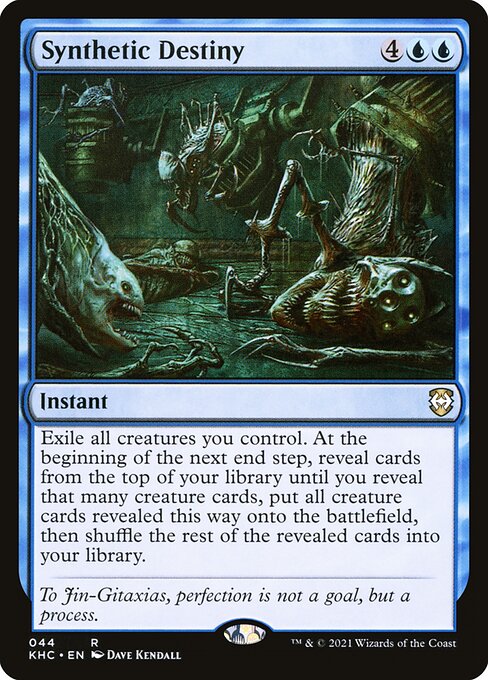 Synthetic Destiny 4
Instant
Exile all creatures you control. At the
beginning of the next end step, reveal cards
from the top of your library until you reveal
that many creature cards, put all creature
cards revealed this way onto the battlefield,
then shuffle the rest of the revealed cards into
your library.
To Jin-Gitaxias, perfection is not a goal, but a
process.
044 R
KHC • EN Dave Kendall
™ & © 2021 Wizards of the Coast